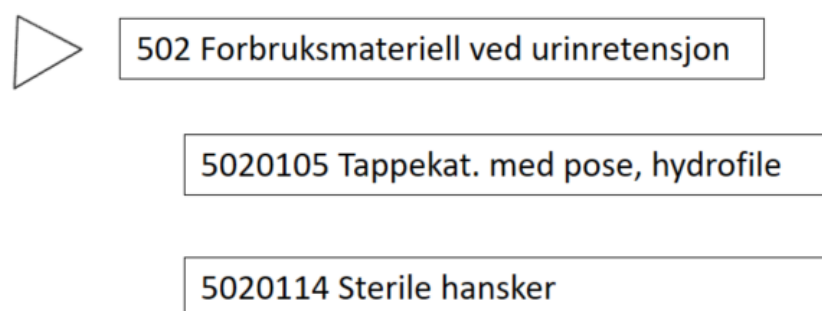 502 Forbruksmateriell ved urinretensjon
5020105 Tappekat. med pose, hydrofile
5020114 Sterile hansker